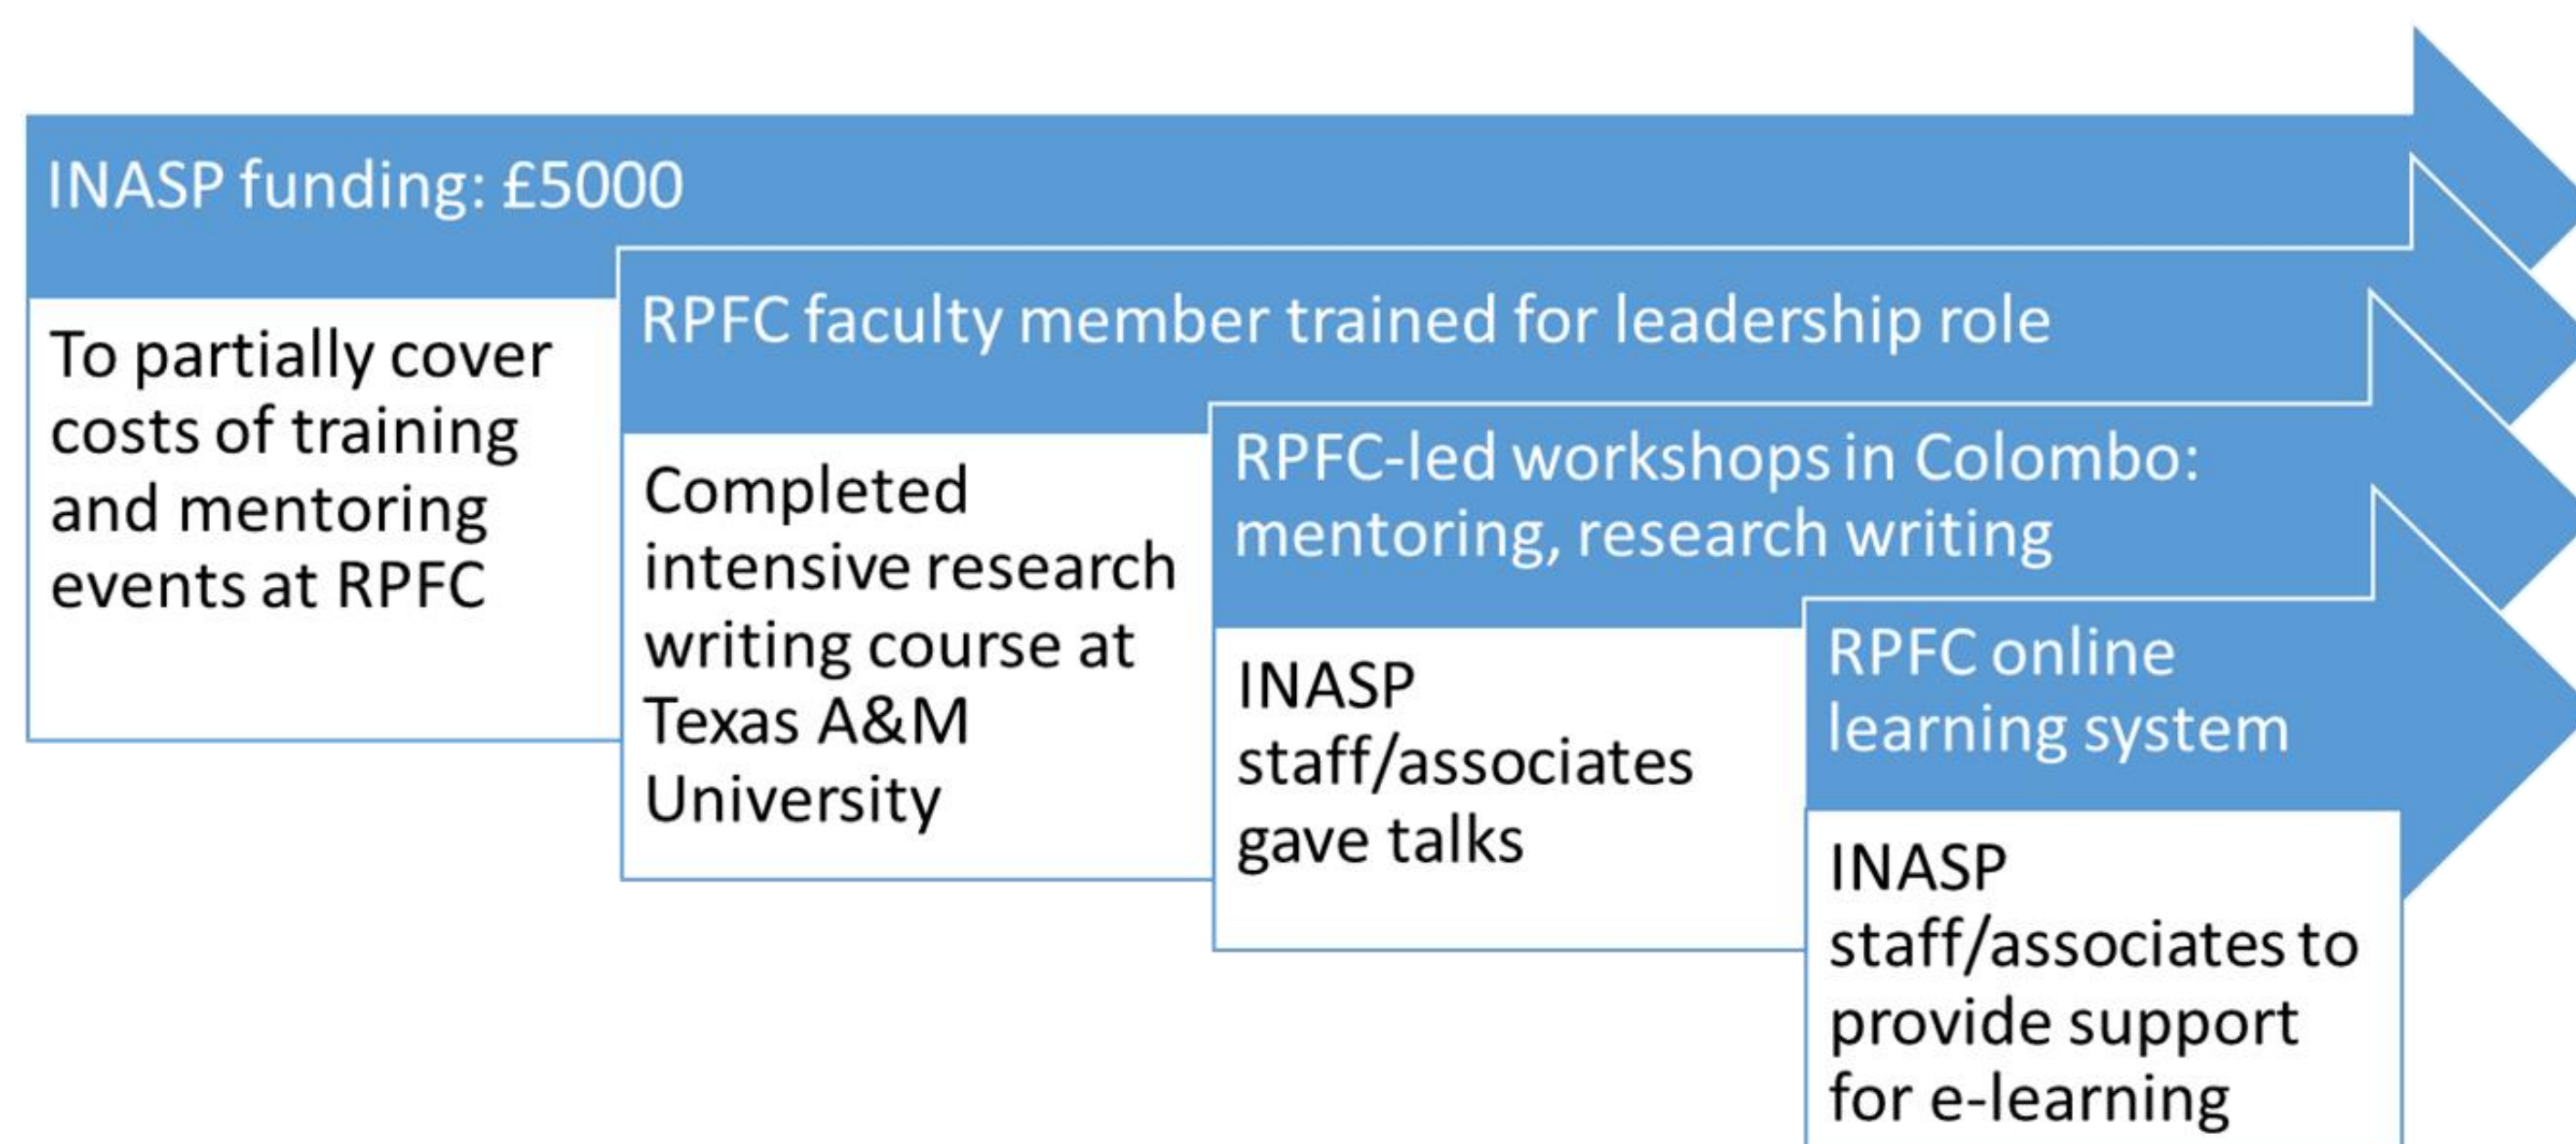 INASP funding: £5000
To partially cover
costs of training
and mentoring
events at RPFC
RPFC faculty member trained for leadership role
Completed
intensive research
writing course at
Texas A&M
University
RPFC-led workshops in Colombo:
mentoring, research writing
INASP
staff/associates
gave talks
RPFC online
learning system
INASP
staff/associates to
provide support
for e-learning